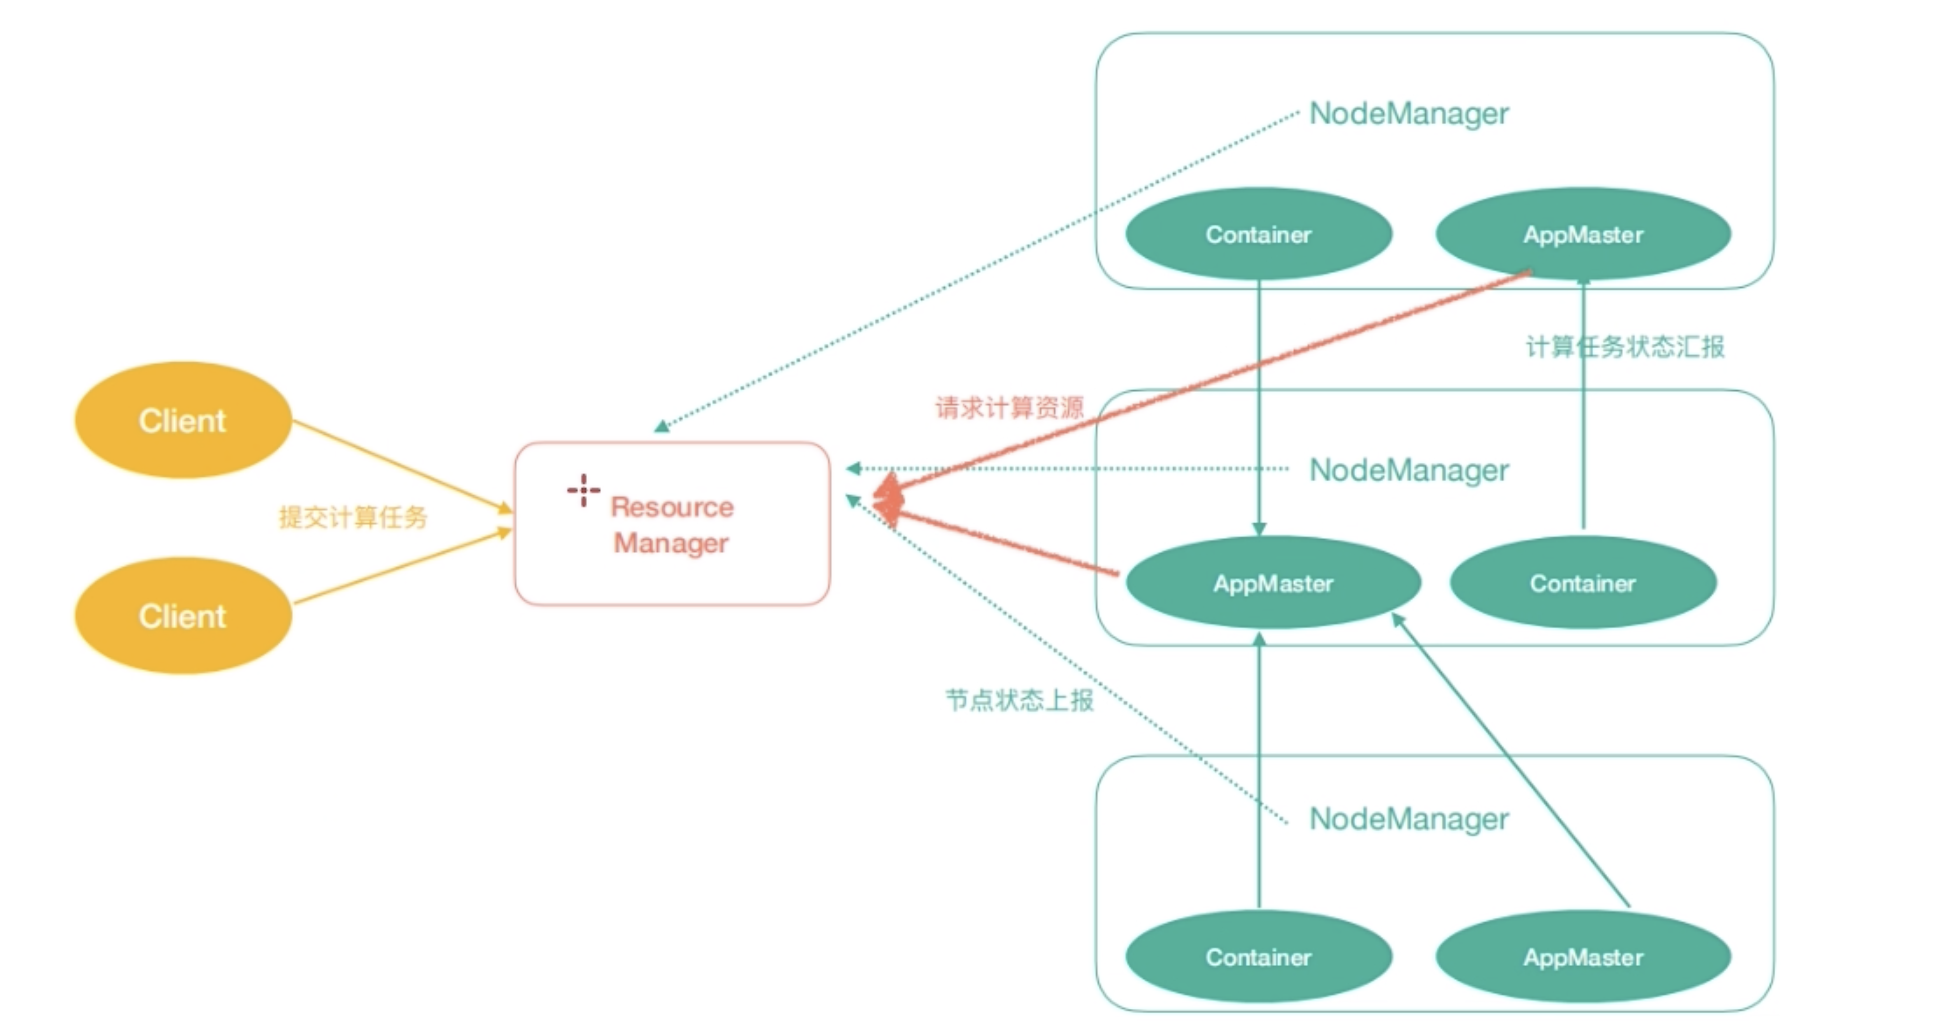 NodeManager
Container
AppMaster
计算任务状态汇报
Client
请求计算资源
NodeManager
Resource
Manager
提交计算任务
AppMaster
Container
Client
节点状态上报
NodeManager
Container
AppMaster